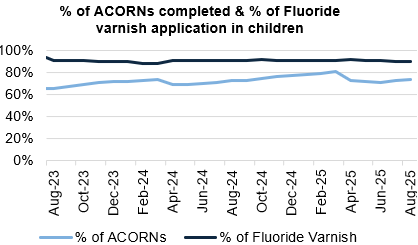 % of ACORNs completed & % of Fluoride
varnish application in children
100%
80%
60%
40%
20%
0%
Aug-23
Oct-23
Dec-23
Feb-24
Apr-24
Jun-24
Aug-24
Oct-24
Dec-24
Feb-25
Apr-25
Jun-25
Aug-25
% of ACORNs
% of Fluoride Varnish